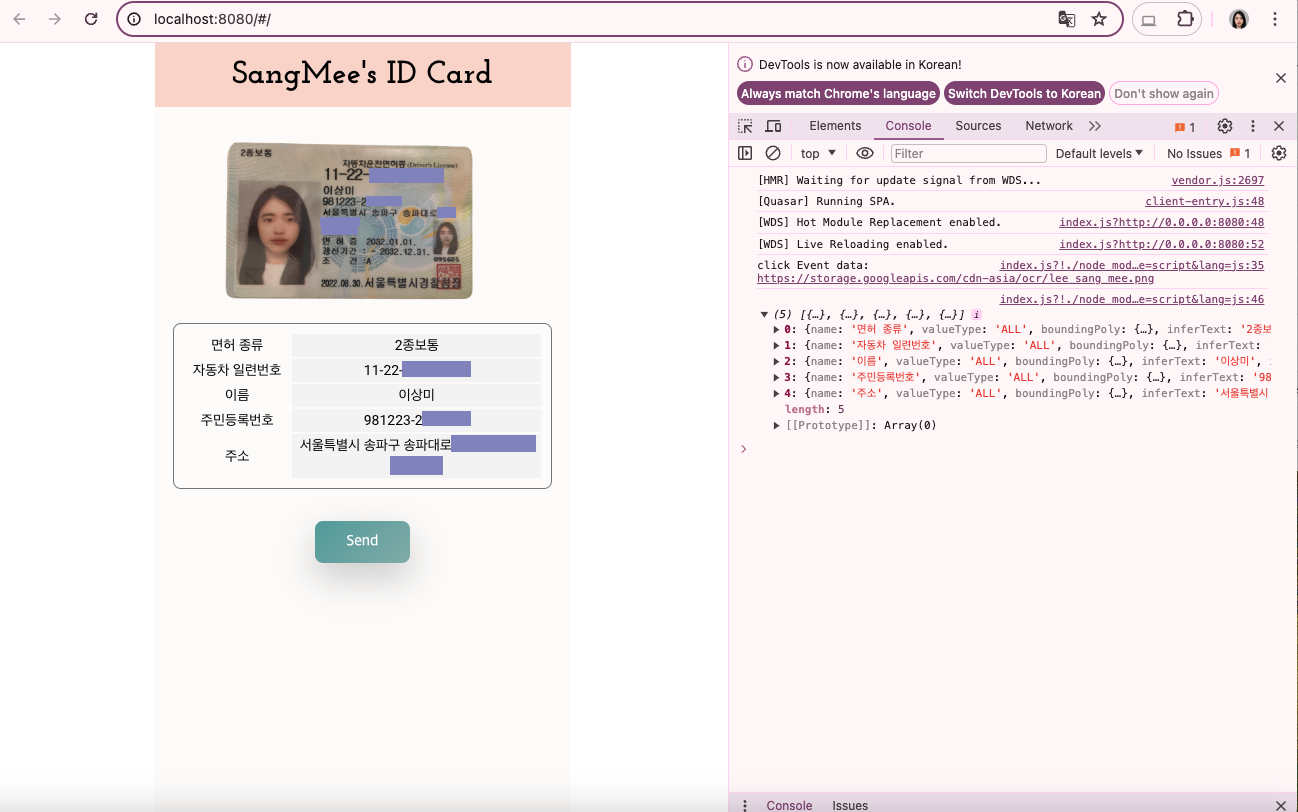 localhost:8080/#/
SangMee's ID Card
2종보통
자동차운전면허증 (Driver's License)
11-22-
이상미
981223-2
서울특별시 송파구 송파대로
면 허 증 2032.01.01.
갱신기간 : ~ 2032.12.31.
조 건 :A
095605
2022.08.30. 서울특별시경찰청장
면허 종류 2종보통
자동차 일련번호 11-22-
이름 이상미
주민등록번호 981223-2
주소 서울특별시 송파구 송파대로
Send
DevTools is now available in Korean!
Always match Chrome's language Switch DevTools to Korean Don't show again
Elements Console Sources Network 1
top Filter Default levels No Issues 1
[HMR] Waiting for update signal from WDS... vendor.js:2697
[Quasar] Running SPA. client-entry.js:48
[WDS] Hot Module Replacement enabled. index.js?http://0.0.0.0:8080:48
[WDS] Live Reloading enabled. index.js?http://0.0.0.0:8080:52
click Event data: index.js?!./node_mod…e=script&lang=js:35
https://storage.googleapis.com/cdn-asia/ocr/lee_sang_mee.png
index.js?!./node_mod…e=script&lang=js:46
(5) [{…}, {…}, {…}, {…}, {…}] i
0: {name: '면허 종류', valueType: 'ALL', boundingPoly: {…}, inferText: '2종보
1: {name: '자동차 일련번호', valueType: 'ALL', boundingPoly: {…}, inferText:
2: {name: '이름', valueType: 'ALL', boundingPoly: {…}, inferText: '이상미',
3: {name: '주민등록번호', valueType: 'ALL', boundingPoly: {…}, inferText: '98
4: {name: '주소', valueType: 'ALL', boundingPoly: {…}, inferText: '서울특별시
length: 5
[[Prototype]]: Array(0)
Console Issues